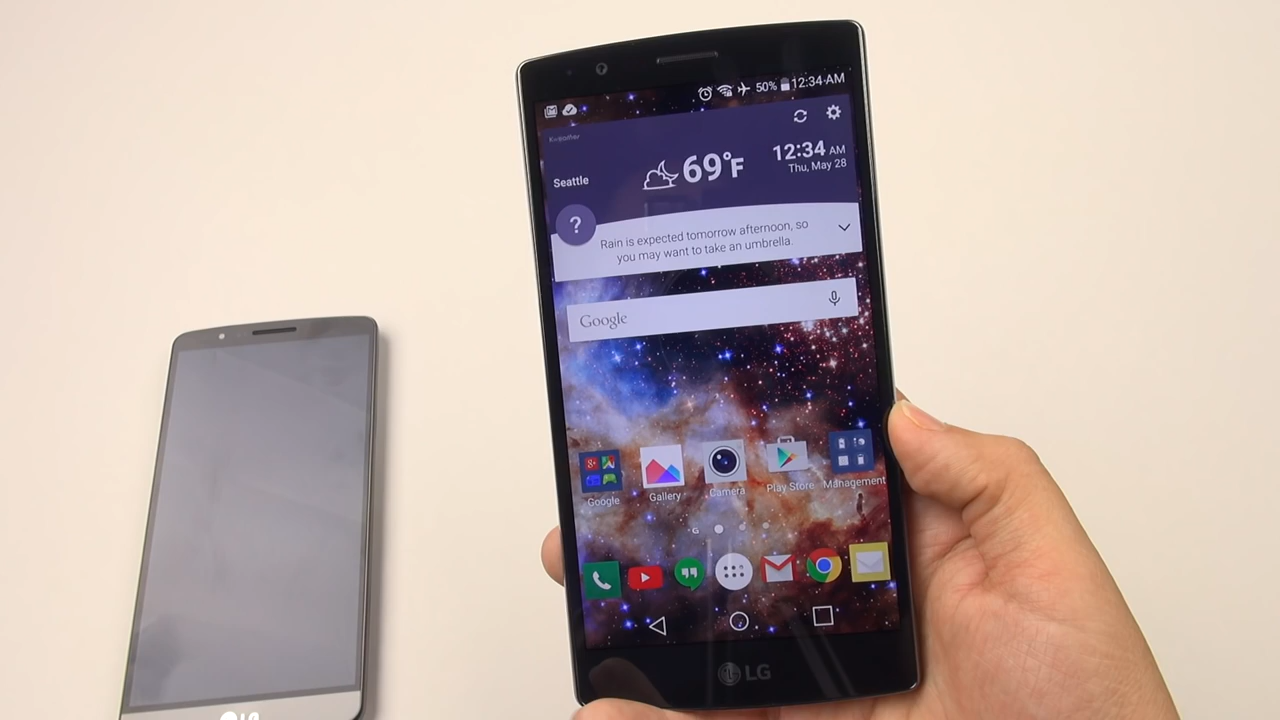 50% 12:34 AM
Kweather
69°F
12:34 AM
Thu, May 28
Seattle
?
Rain is expected tomorrow afternoon, so
you may want to take an umbrella.
Google
Google
Gallery
Camera
Play Store
Management
G
LG
LG